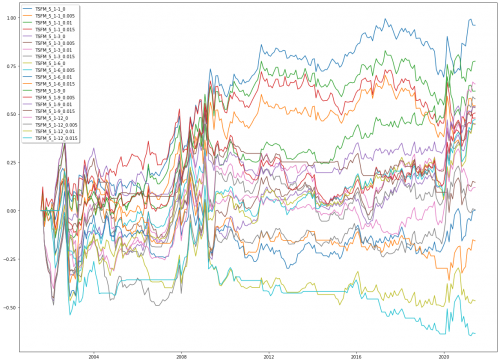 1.00
0.75
0.50
0.25
0.00
−0.25
−0.50
TSFM_5_1-1_0
TSFM_5_1-1_0.005
TSFM_5_1-1_0.01
TSFM_5_1-1_0.015
TSFM_5_1-3_0
TSFM_5_1-3_0.005
TSFM_5_1-3_0.01
TSFM_5_1-3_0.015
TSFM_5_1-6_0
TSFM_5_1-6_0.005
TSFM_5_1-6_0.01
TSFM_5_1-6_0.015
TSFM_5_1-9_0
TSFM_5_1-9_0.005
TSFM_5_1-9_0.01
TSFM_5_1-9_0.015
TSFM_5_1-12_0
TSFM_5_1-12_0.005
TSFM_5_1-12_0.01
TSFM_5_1-12_0.015
2004 2008 2012 2016 2020